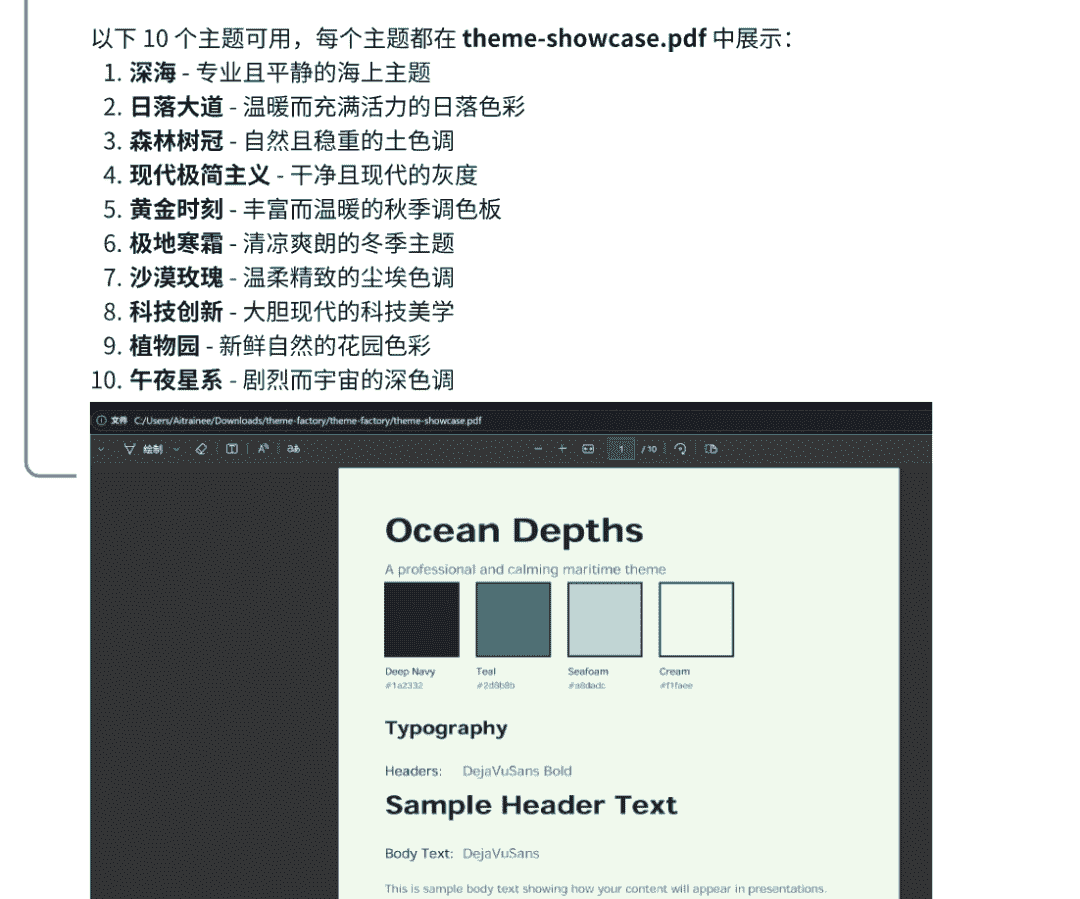 以下 10 个主题可用，每个主题都在 theme-showcase.pdf 中展示：
1. 深海 - 专业且平静的海上主题
2. 日落大道 - 温暖而充满活力的日落色彩
3. 森林树冠 - 自然且稳重的土色调
4. 现代极简主义 - 干净且现代的灰度
5. 黄金时刻 - 丰富而温暖的秋季调色板
6. 极地寒霜 - 清凉爽朗的冬季主题
7. 沙漠玫瑰 - 温柔精致的尘埃色调
8. 科技创新 - 大胆现代的科技美学
9. 植物园 - 新鲜自然的花园色彩
10. 午夜星系 - 剧烈而宇宙的深色调
文件 C:/Users/Aitrainee/Downloads/theme-factory/theme-factory/theme-showcase.pdf
绘制 aあ 1 / 10
Ocean Depths
A professional and calming maritime theme
Deep Navy Teal Seafoam Cream
#1a2332 #2d8b8b #a8dadc #f1faee
Typography
Headers: DejaVuSans Bold
Sample Header Text
Body Text: DejaVuSans
This is sample body text showing how your content will appear in presentations.